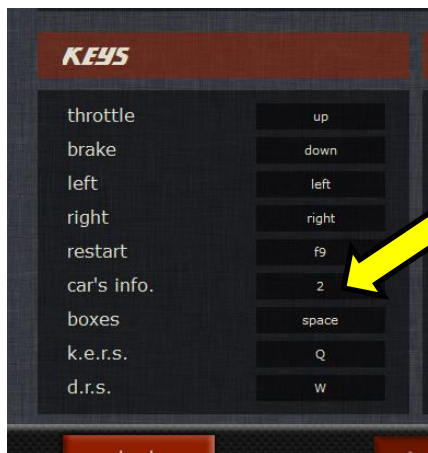 KEYS
throttle up
brake down
left left
right right
restart f9
car's info. 2
boxes space
k.e.r.s. Q
d.r.s. W